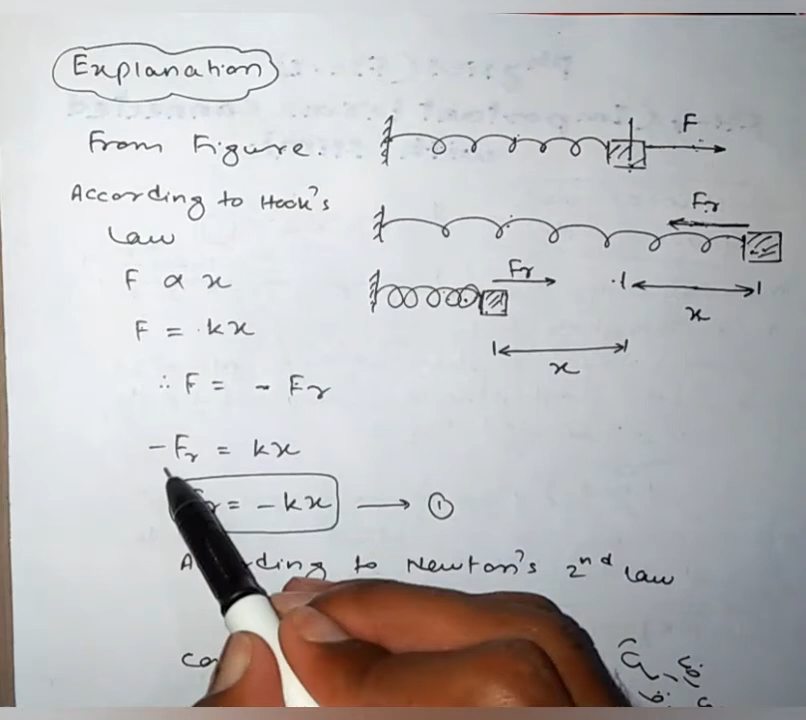 Explanation
From Figure.
F
According to Hook's
Law
Fr
F ∝ x
Fr
x
F = kx
x
∴ F = - Fr
-Fr = kx
= - kx → ①
to Newton's 2nd law